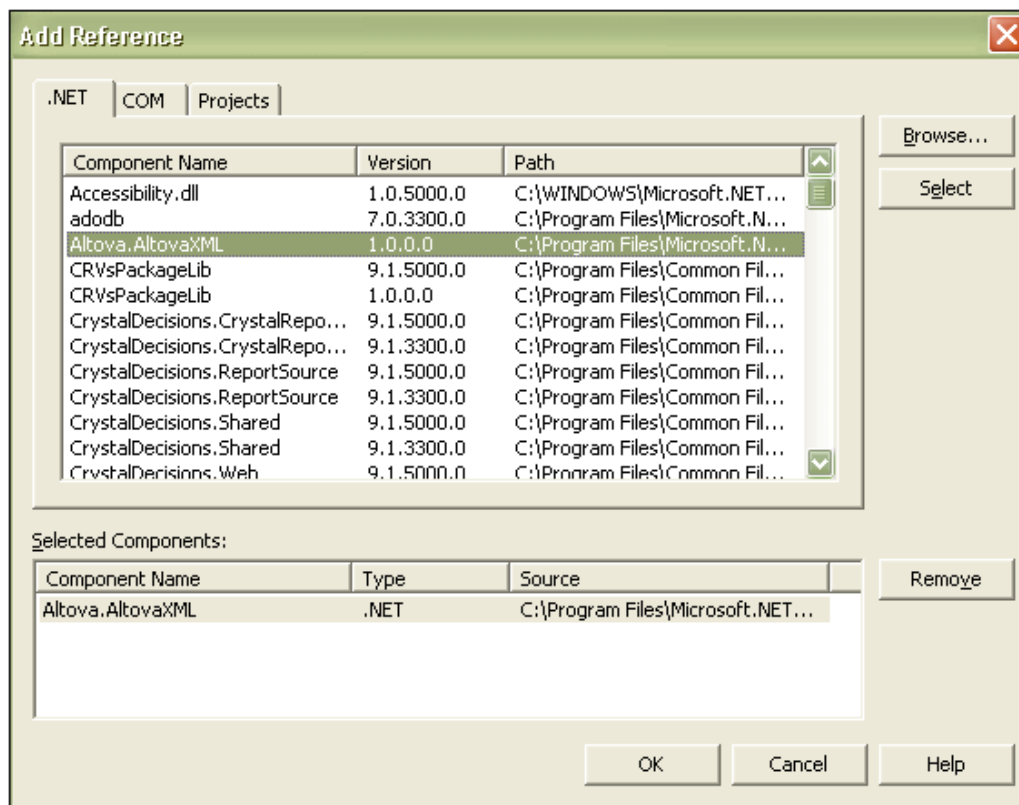 Add Reference
.NET COM Projects
Browse...
Select
Component Name Version Path
Accessibility.dll 1.0.5000.0 C:\WINDOWS\Microsoft.NET...
adodb 7.0.3300.0 C:\Program Files\Microsoft.N...
Altova.AltovaXML 1.0.0.0 C:\Program Files\Microsoft.N...
CRVsPackageLib 9.1.5000.0 C:\Program Files\Common Fil...
CRVsPackageLib 1.0.0.0 C:\Program Files\Common Fil...
CrystalDecisions.CrystalRepo... 9.1.5000.0 C:\Program Files\Common Fil...
CrystalDecisions.CrystalRepo... 9.1.3300.0 C:\Program Files\Common Fil...
CrystalDecisions.ReportSource 9.1.5000.0 C:\Program Files\Common Fil...
CrystalDecisions.ReportSource 9.1.3300.0 C:\Program Files\Common Fil...
CrystalDecisions.Shared 9.1.5000.0 C:\Program Files\Common Fil...
CrystalDecisions.Shared 9.1.3300.0 C:\Program Files\Common Fil...
CrystalDecisions.Web 9.1.5000.0 C:\Program Files\Common Fil...
Selected Components:
Component Name Type Source
Altova.AltovaXML .NET C:\Program Files\Microsoft.NET...
Remove
OK Cancel Help